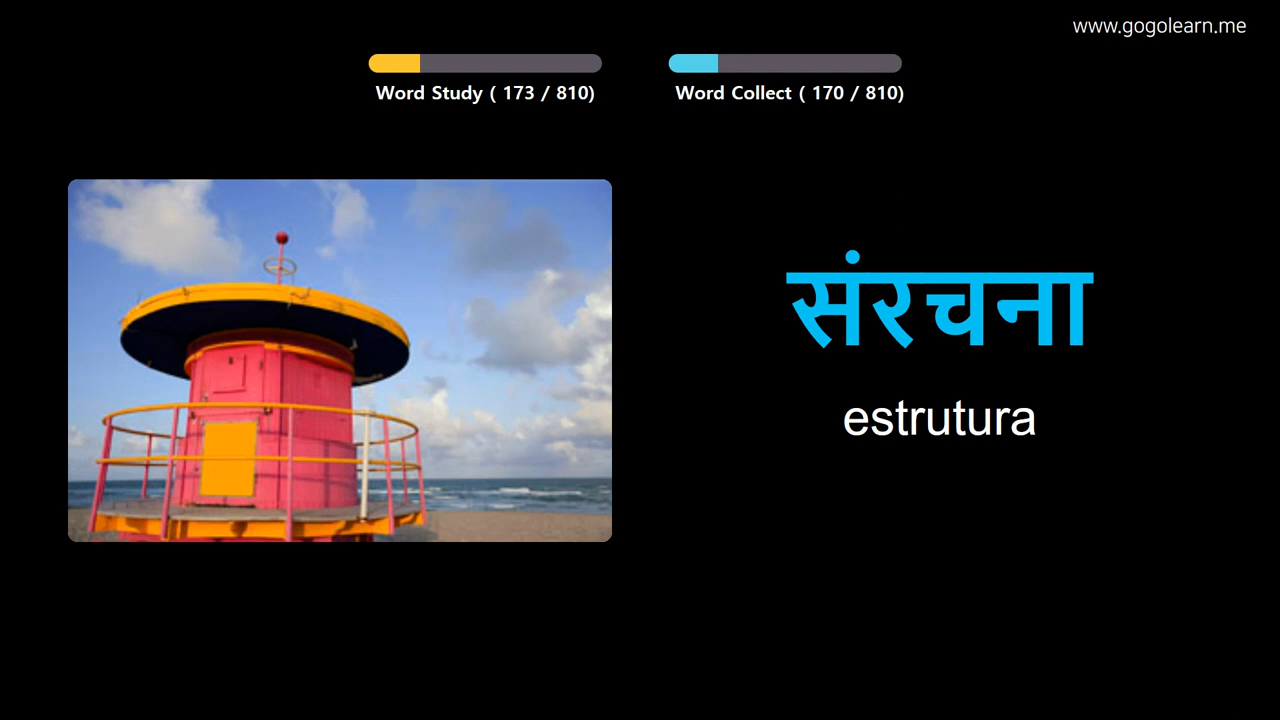 www.gogolearn.me
Word Study ( 173 / 810)
Word Collect ( 170 / 810)
संरचना
estrutura